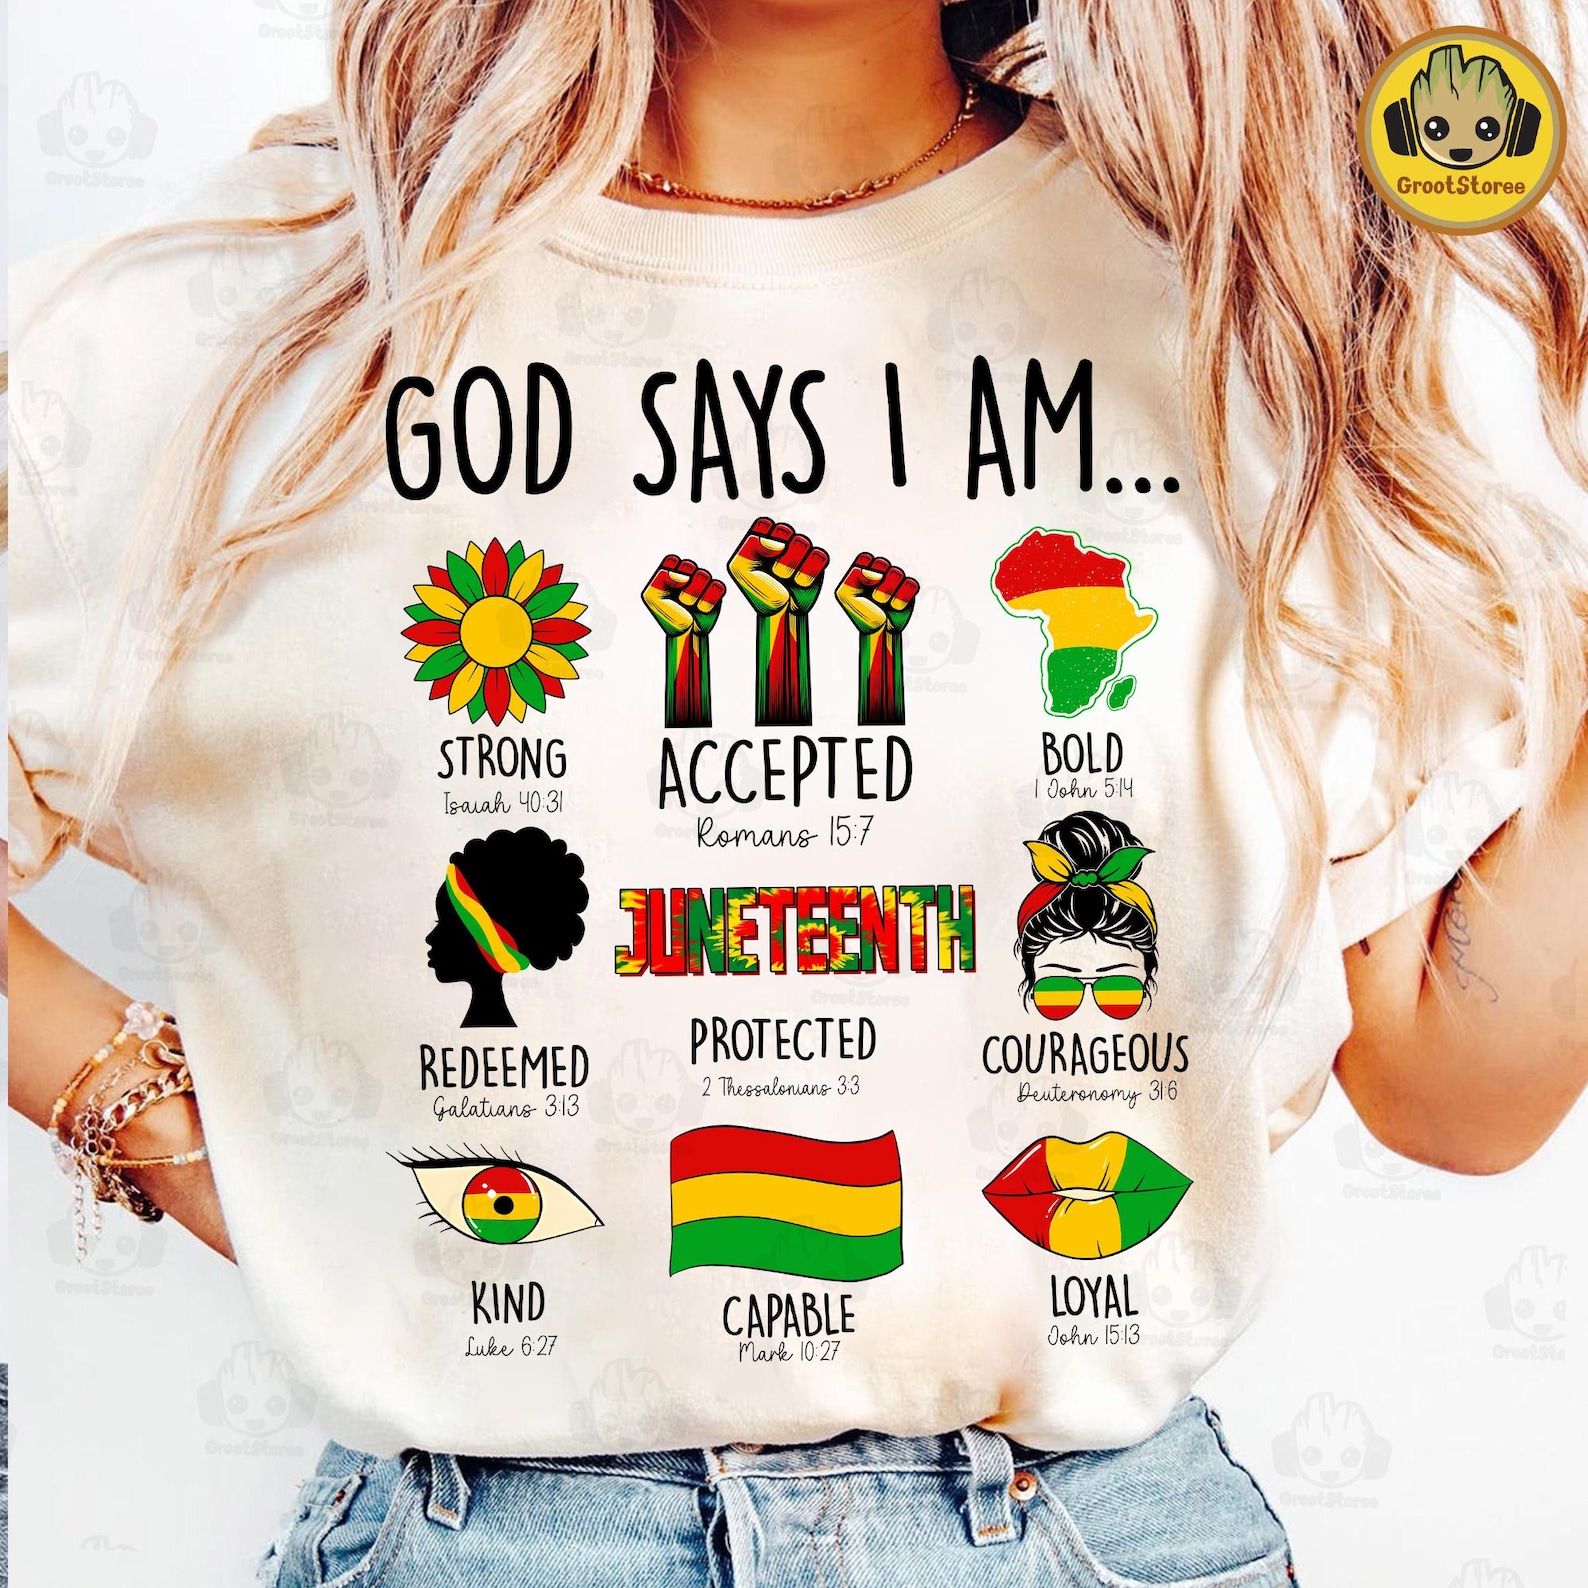 GrootStoree
GOD SAYS I AM...
STRONG
Isaiah 40:31
ACCEPTED
Romans 15:7
BOLD
1 John 5:14
JUNETEENTH
REDEEMED
Galatians 3:13
PROTECTED
2 Thessalonians 3:3
COURAGEOUS
Deuteronomy 31:6
KIND
Luke 6:27
CAPABLE
Mark 10:27
LOYAL
John 15:13